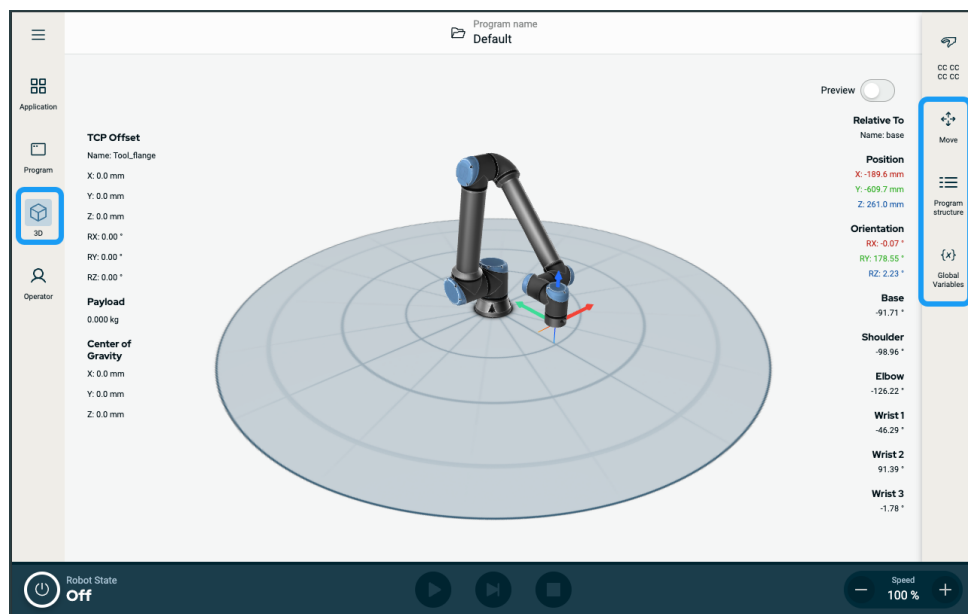 Program name
Default
Application
Program
3D
Operator
TCP Offset
Name: Tool_flange
X: 0.0 mm
Y: 0.0 mm
Z: 0.0 mm
RX: 0.00 °
RY: 0.00 °
RZ: 0.00 °
Payload
0.000 kg
Center of
Gravity
X: 0.0 mm
Y: 0.0 mm
Z: 0.0 mm
Preview
Relative To
Name: base
Position
X: -189.6 mm
Y: -609.7 mm
Z: 261.0 mm
Orientation
RX: -0.07 °
RY: 178.55 °
RZ: 2.23 °
Base
-91.71 °
Shoulder
-98.96 °
Elbow
-126.22 °
Wrist 1
-46.29 °
Wrist 2
91.39 °
Wrist 3
-1.78 °
CC CC
CC CC
Move
Program
structure
{x}
Global
Variables
Robot State
Off
Speed
100 %